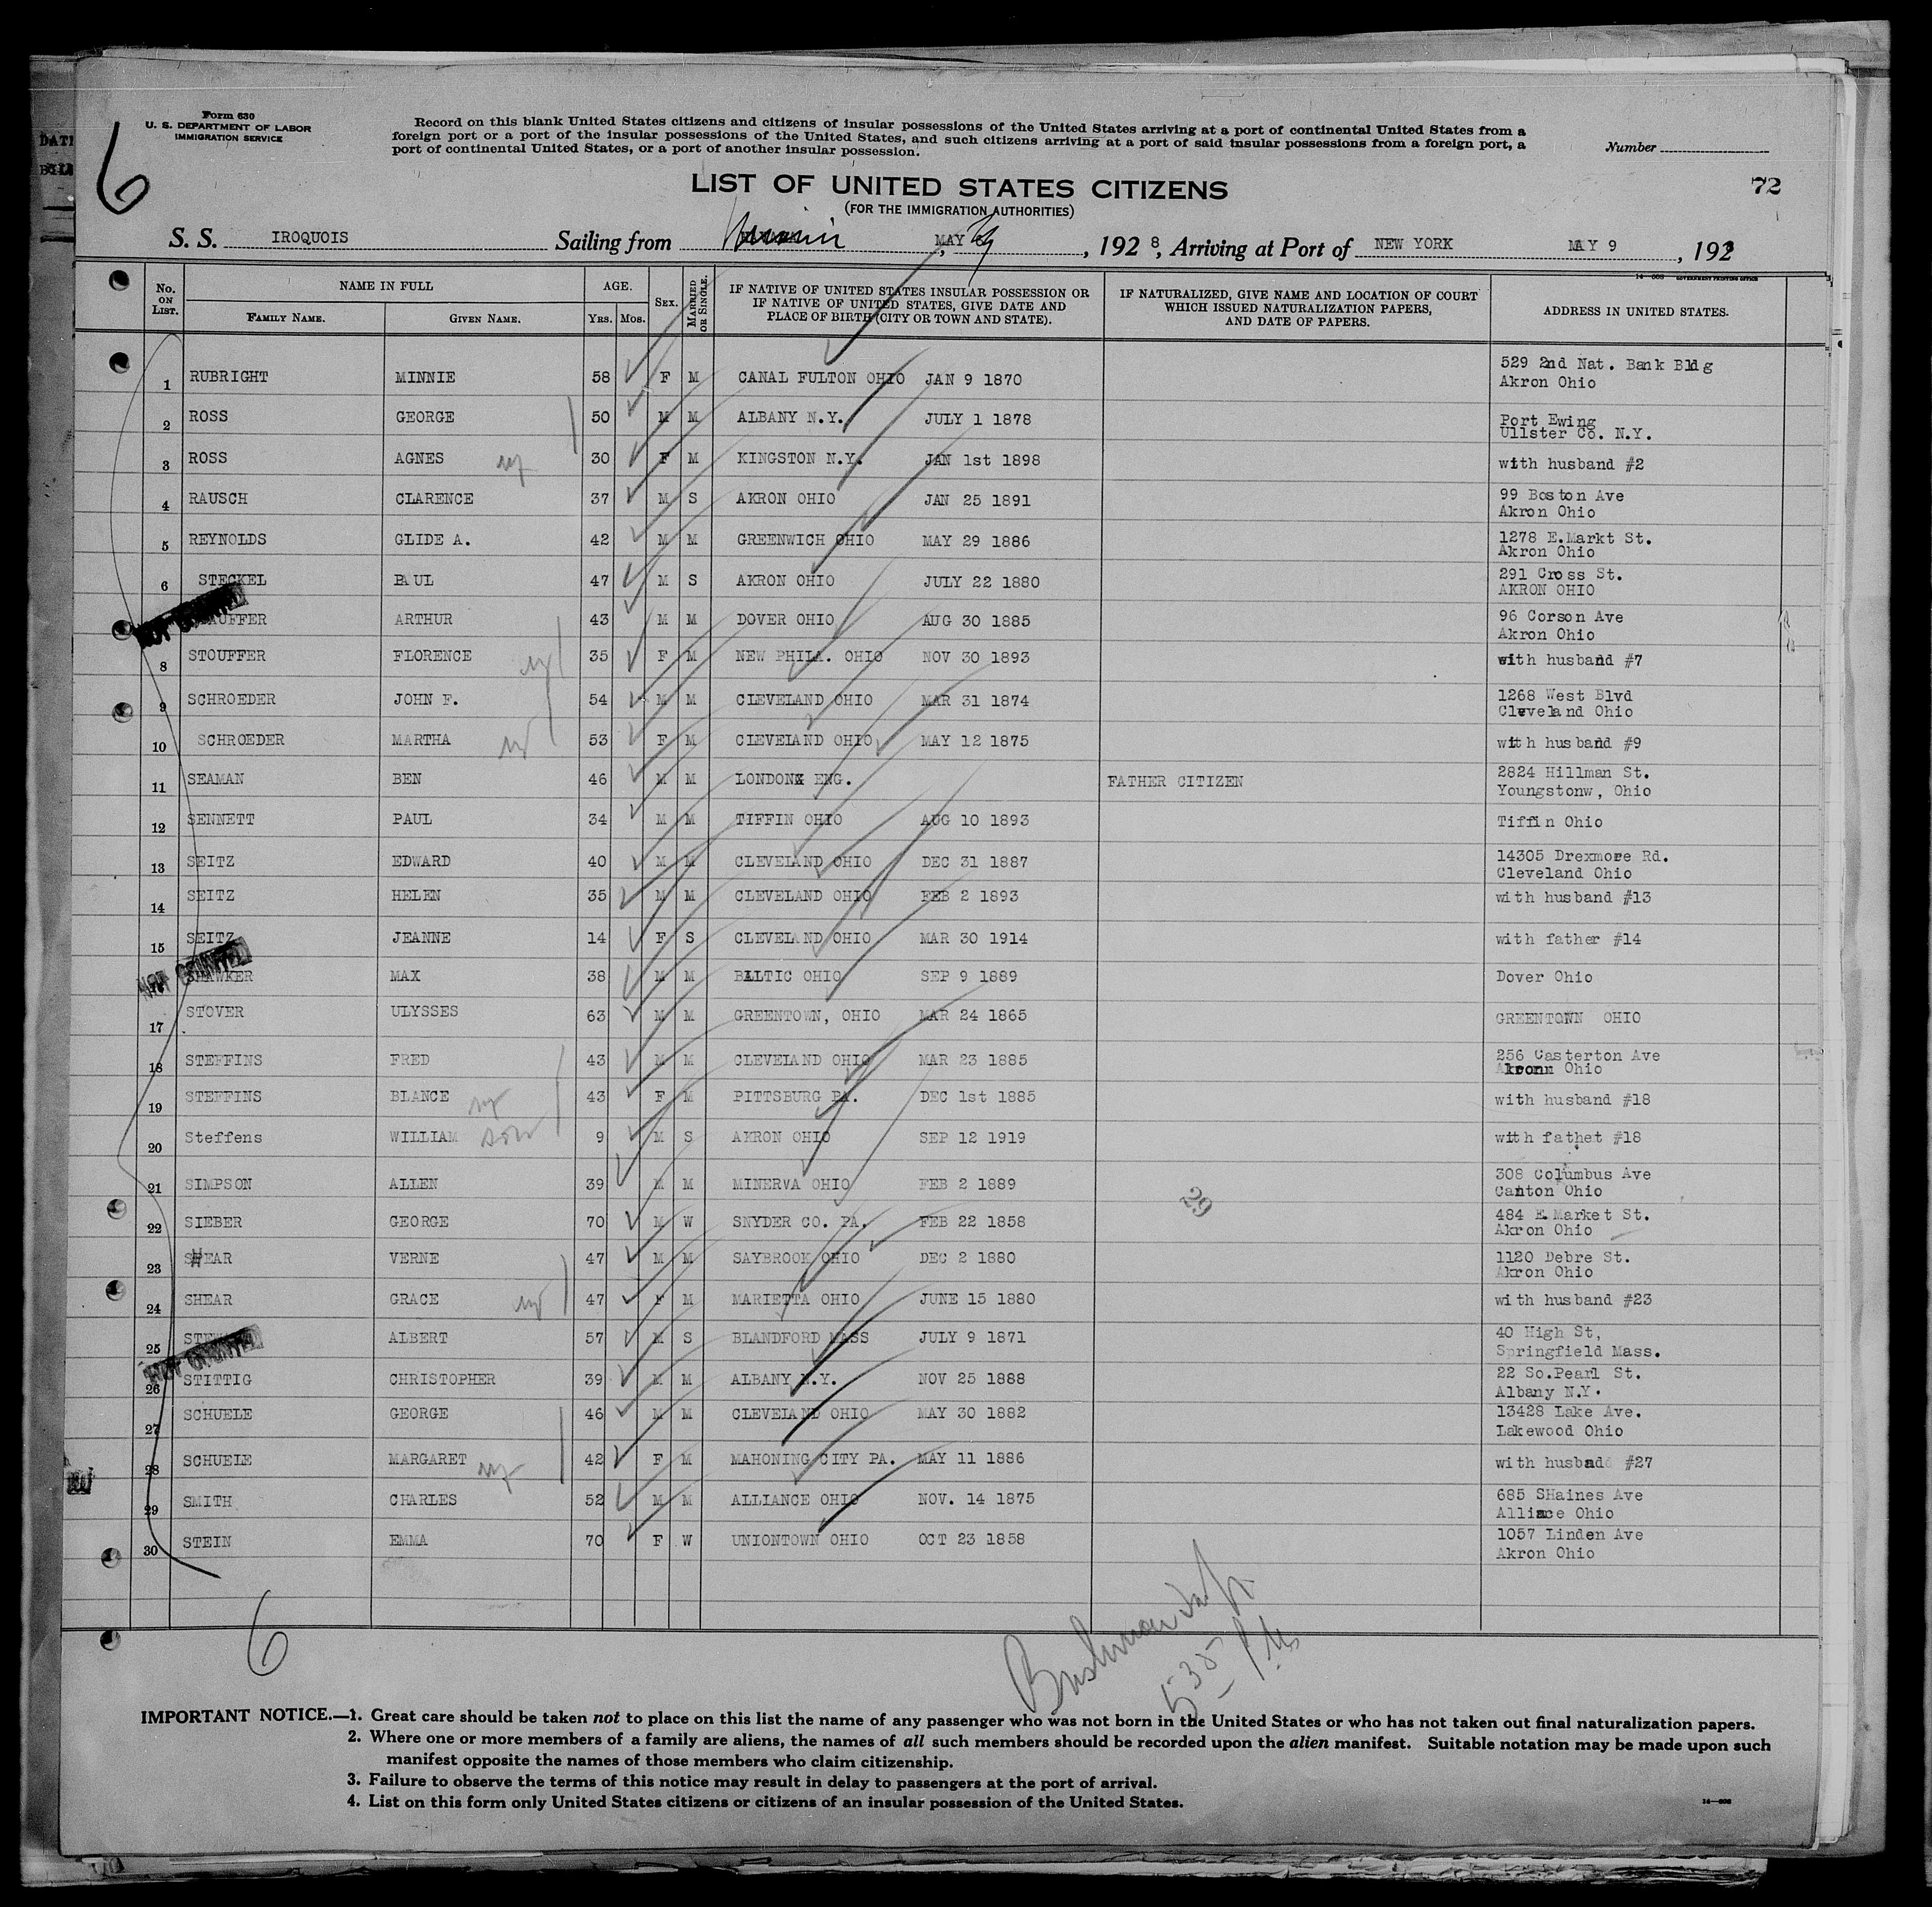 Form 630
U. S. DEPARTMENT OF LABOR
IMMIGRATION SERVICE
Record on this blank United States citizens and citizens of insular possessions of the United States arriving at a port of continental United States from a
foreign port or a port of the insular possessions of the United States, and such citizens arriving at a port of said insular possessions from a foreign port, a
port of continental United States, or a port of another insular possession.
Number
6
72
LIST OF UNITED STATES CITIZENS
(FOR THE IMMIGRATION AUTHORITIES)
S. S. IROQUOIS Sailing from , MAY , 192 8, Arriving at Port of NEW YORK MAY 9 , 192
14—608 GOVERNMENT PRINTING OFFICE
No. ON LIST. NAME IN FULL FAMILY NAME. GIVEN NAME. AGE. YRS. MOS. SEX. MARRIED OR SINGLE. IF NATIVE OF UNITED STATES INSULAR POSSESSION OR IF NATIVE OF UNITED STATES, GIVE DATE AND PLACE OF BIRTH (CITY OR TOWN AND STATE). IF NATURALIZED, GIVE NAME AND LOCATION OF COURT WHICH ISSUED NATURALIZATION PAPERS, AND DATE OF PAPERS. ADDRESS IN UNITED STATES.
1 RUBRIGHT MINNIE 58 F M CANAL FULTON OHIO JAN 9 1870 529 2nd Nat. Bank Bldg
Akron Ohio
2 ROSS GEORGE 50 M M ALBANY N.Y. JULY 1 1878 Port Ewing
Ullster Co. N.Y.
3 ROSS AGNES 30 F M KINGSTON N.Y. JAN 1st 1898 with husband #2
4 RAUSCH CLARENCE 37 M S AKRON OHIO JAN 25 1891 99 Boston Ave
Akron Ohio
5 REYNOLDS GLIDE A. 42 M M GREENWICH OHIO MAY 29 1886 1278 E.Markt St.
Akron Ohio
6 STECKEL PAUL 47 M S AKRON OHIO JULY 22 1880 291 Cross St.
AKRON OHIO
ARTHUR 43 M M DOVER OHIO AUG 30 1885 96 Corson Ave
Akron Ohio
8 STOUFFER FLORENCE 35 F M NEW PHILA. OHIO NOV 30 1893 with husband #7
9 SCHROEDER JOHN F. 54 M M CLEVELAND OHIO MAR 31 1874 1268 West Blvd
Cleveland Ohio
10 SCHROEDER MARTHA 53 F M CLEVELAND OHIO MAY 12 1875 with husband #9
11 SEAMAN BEN 46 M M LONDON ENG. FATHER CITIZEN 2824 Hillman St.
Youngstonw, Ohio
12 SENNETT PAUL 34 M M TIFFIN OHIO AUG 10 1893 Tiffin Ohio
13 SEITZ EDWARD 40 M M CLEVELAND OHIO DEC 31 1887 14305 Drexmore Rd.
Cleveland Ohio
14 SEITZ HELEN 35 M M CLEVELAND OHIO FEB 2 1893 with husband #13
15 SEITZ JEANNE 14 F S CLEVELAND OHIO MAR 30 1914 with father #14
NOT COUNTED MAX 38 M M BALTIC OHIO SEP 9 1889 Dover Ohio
17 STOVER ULYSSES 63 M M GREENTOWN, OHIO MAR 24 1865 GREENTOWN OHIO
18 STEFFINS FRED 43 M M CLEVELAND OHIO MAR 23 1885 256 Casterton Ave
Akron Ohio
19 STEFFINS BLANCE 43 F M PITTSBURG PA. DEC 1st 1885 with husband #18
20 Steffens WILLIAM son 9 M S AKRON OHIO SEP 12 1919 with fathet #18
21 SIMPSON ALLEN 39 M M MINERVA OHIO FEB 2 1889 308 Columbus Ave
Canton Ohio
29
22 SIEBER GEORGE 70 M W SNYDER CO. PA. FEB 22 1858 484 E.Market St.
Akron Ohio
23 SHEAR VERNE 47 M M SAYBROOK OHIO DEC 2 1880 1120 Debre St.
Akron Ohio
24 SHEAR GRACE 47 F M MARIETTA OHIO JUNE 15 1880 with husband #23
25 ALBERT 57 M S BLANDFORD MASS JULY 9 1871 40 High St,
Springfield Mass.
NOT COUNTED
26 STITTIG CHRISTOPHER 39 M M ALBANY N.Y. NOV 25 1888 22 So.Pearl St.
Albany N.Y.
27 SCHUELE GEORGE 46 M M CLEVELAND OHIO MAY 30 1882 13428 Lake Ave.
Lakewood Ohio
28 SCHUELE MARGARET 42 F M MAHONING CITY PA. MAY 11 1886 with husbad #27
29 SMITH CHARLES 52 M M ALLIANCE OHIO NOV. 14 1875 685 SHaines Ave
Alliance Ohio
30 STEIN EMMA 70 F W UNIONTOWN OHIO OCT 23 1858 1057 Linden Ave
Akron Ohio
6
IMPORTANT NOTICE.—1. Great care should be taken not to place on this list the name of any passenger who was not born in the United States or who has not taken out final naturalization papers.
2. Where one or more members of a family are aliens, the names of all such members should be recorded upon the alien manifest. Suitable notation may be made upon such
manifest opposite the names of those members who claim citizenship.
3. Failure to observe the terms of this notice may result in delay to passengers at the port of arrival.
4. List on this form only United States citizens or citizens of an insular possession of the United States.